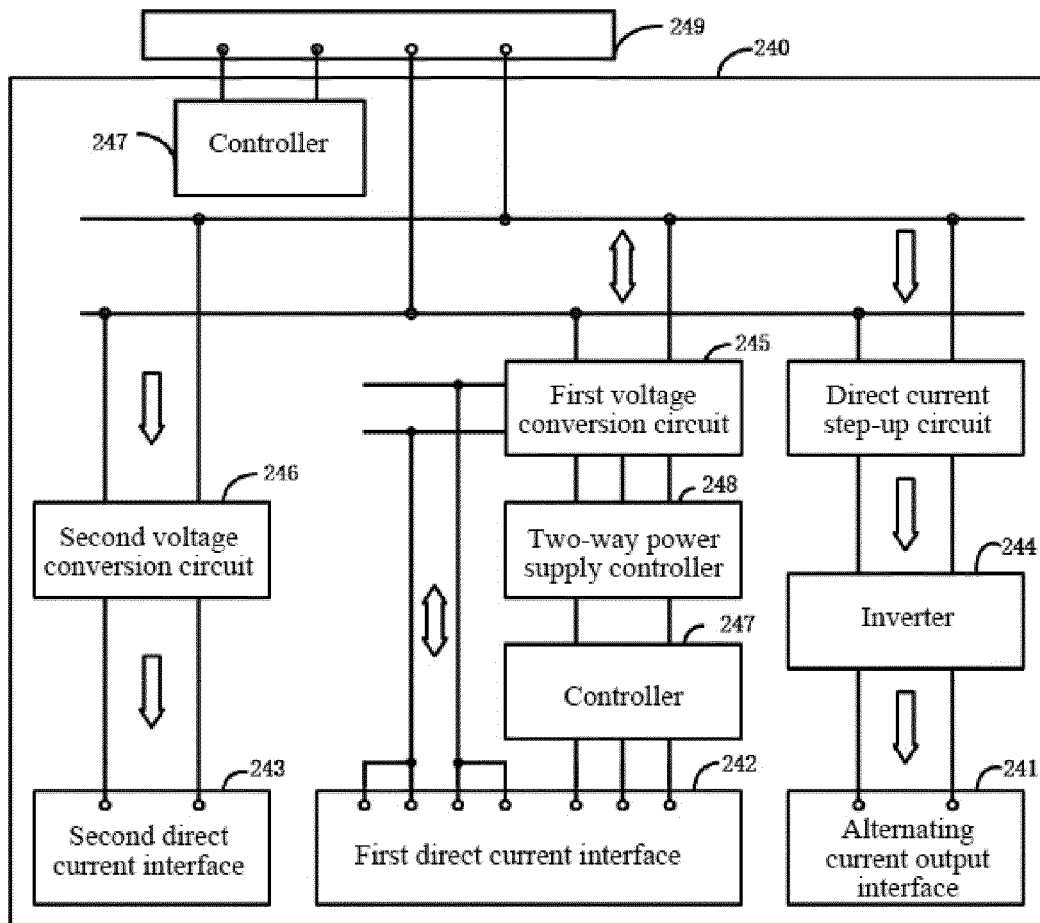 249
240
247
Controller
245
First voltage
conversion circuit
Direct current
step-up circuit
246
Second voltage
conversion circuit
248
Two-way power
supply controller
244
Inverter
247
Controller
243
Second direct
current interface
242
First direct current interface
241
Alternating
current output
interface